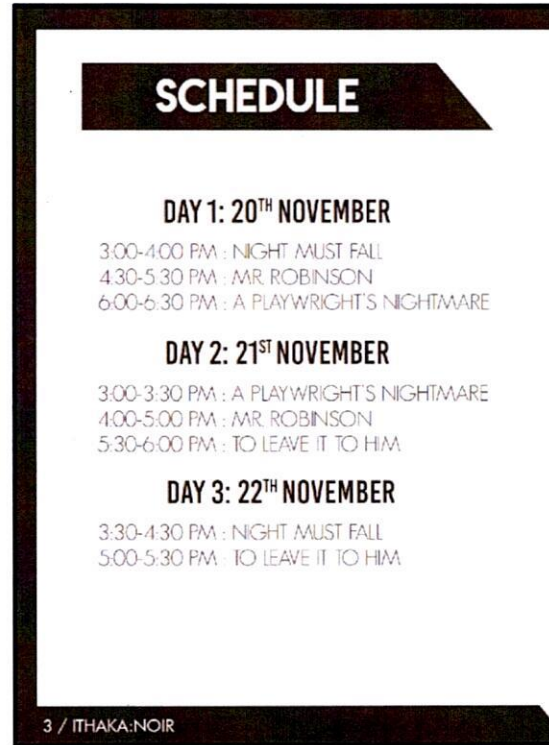 SCHEDULE
DAY 1: 20TH NOVEMBER
3:00-4:00 PM : NIGHT MUST FALL
4:30-5:30 PM : MR. ROBINSON
6:00-6:30 PM : A PLAYWRIGHT'S NIGHTMARE
DAY 2: 21ST NOVEMBER
3:00-3:30 PM : A PLAYWRIGHT'S NIGHTMARE
4:00-5:00 PM : MR. ROBINSON
5:30-6:00 PM : TO LEAVE IT TO HIM
DAY 3: 22TH NOVEMBER
3:30-4:30 PM : NIGHT MUST FALL
5:00-5:30 PM : TO LEAVE IT TO HIM
3 / ITHAKA:NOIR